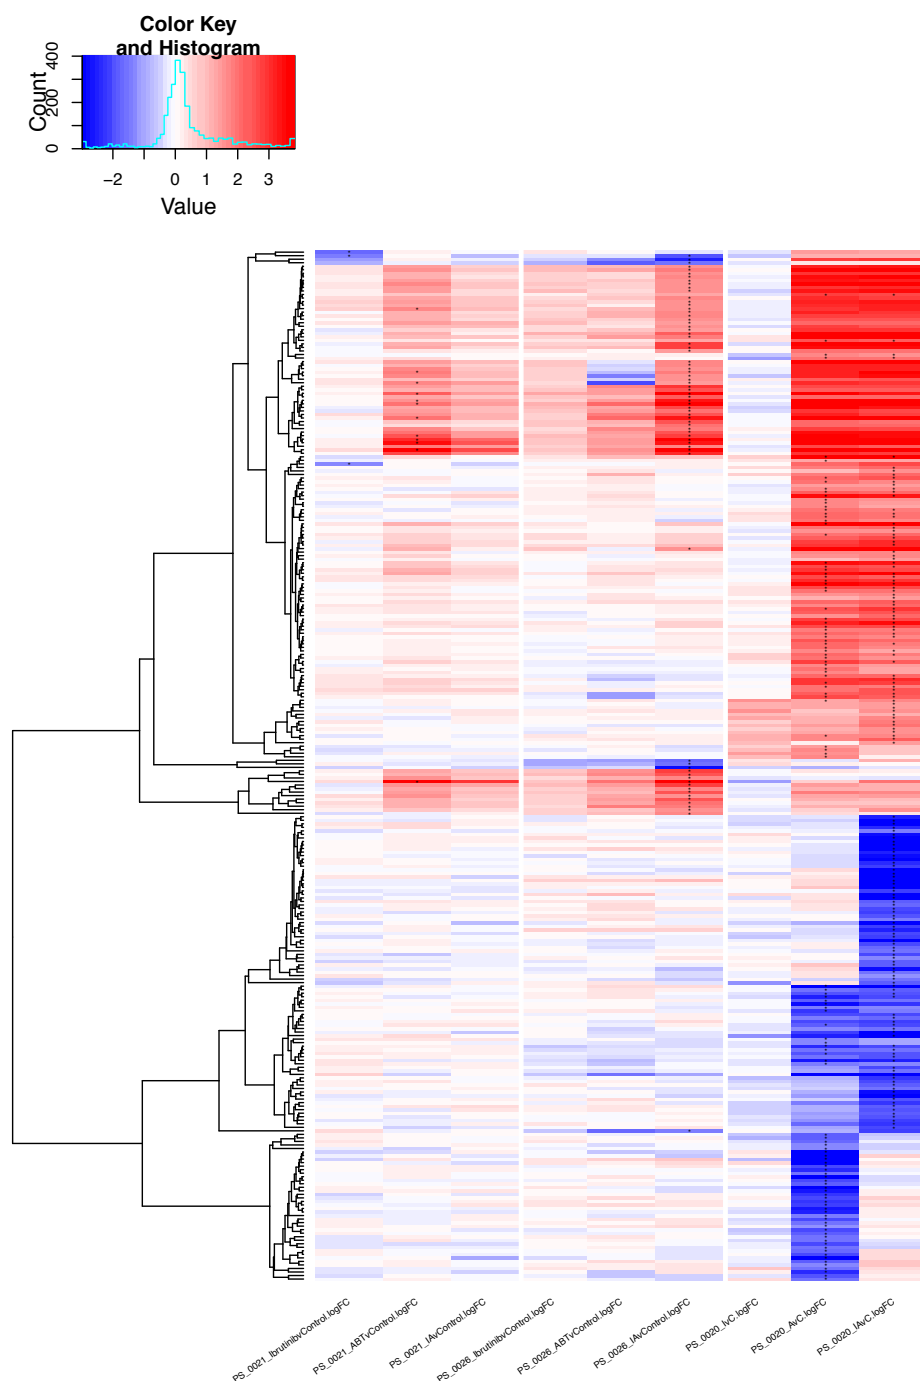 Color Key
and Histogram
Count
0
200
400
−2
0
1
2
3
Value
PS_0021_IbrutinibvControl.logFC
PS_0021_ABTvControl.logFC
PS_0021_IAvControl.logFC
PS_0026_IbrutinibvControl.logFC
PS_0026_ABTvControl.logFC
PS_0026_IAvControl.logFC
PS_0020_IvC.logFC
PS_0020_AvC.logFC
PS_0020_IAvC.logFC